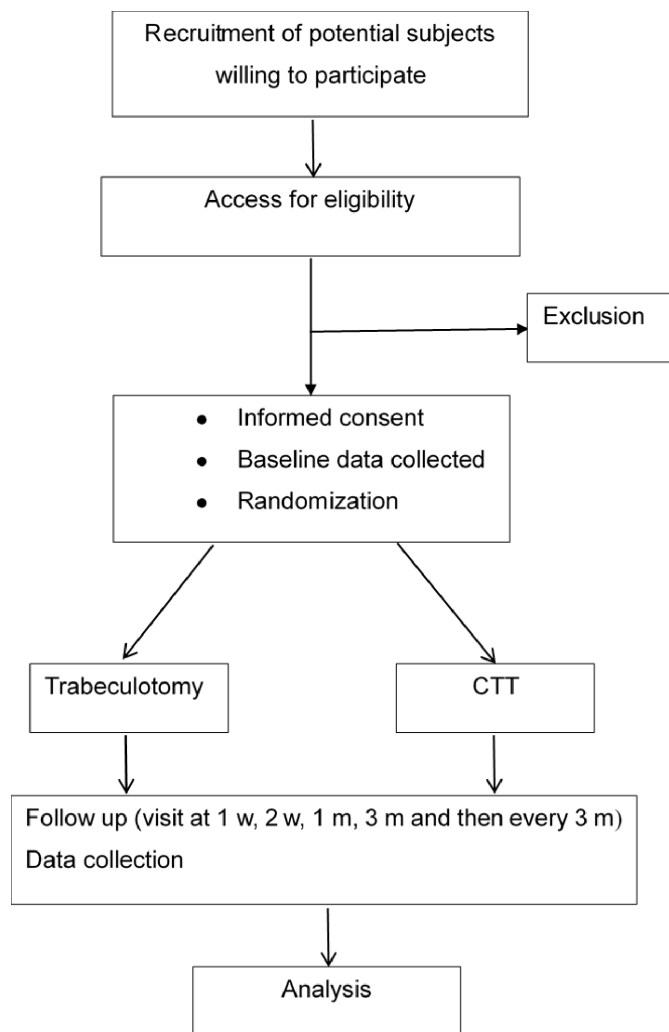 Recruitment of potential subjects
willing to participate
Access for eligibility
Exclusion
● Informed consent
● Baseline data collected
● Randomization
Trabeculotomy
CTT
Follow up (visit at 1 w, 2 w, 1 m, 3 m and then every 3 m)
Data collection
Analysis